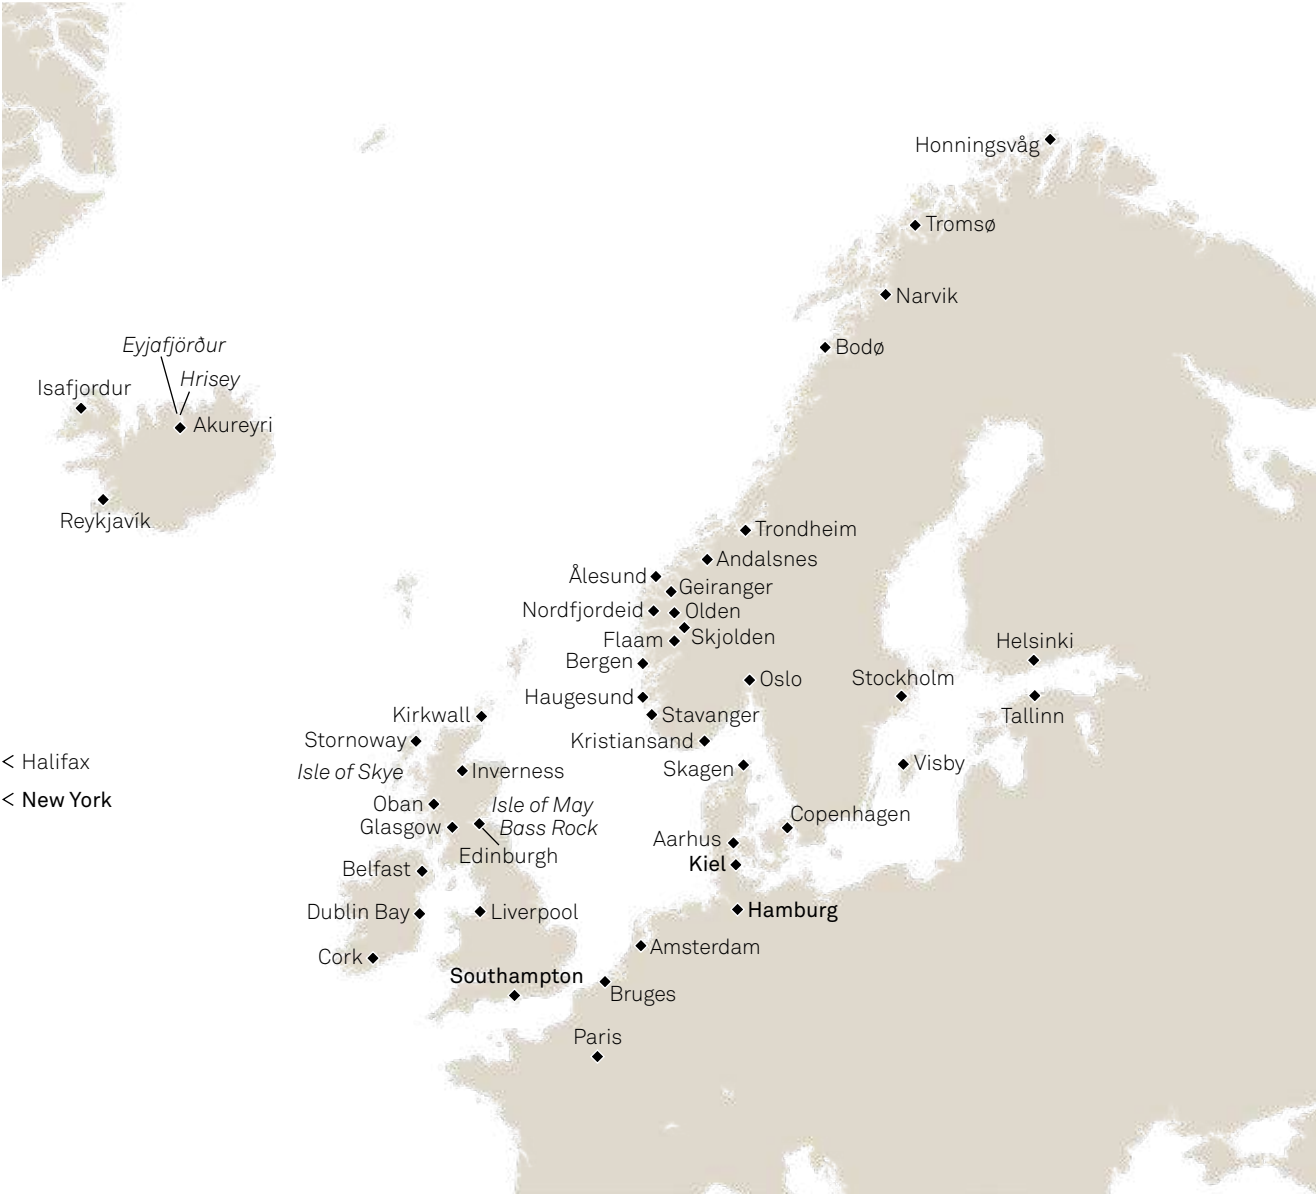 Honningsvåg
Tromsø
Narvik
Eyjafjörður
Bodø
Hrisey
Isafjordur
Akureyri
Reykjavík
Trondheim
Andalsnes
Ålesund
Geiranger
Nordfjordeid
Olden
Skjolden
Flaam
Helsinki
Bergen
Oslo
Stockholm
Haugesund
Kirkwall
Stavanger
Tallinn
Stornoway
Kristiansand
< Halifax
Isle of Skye
Inverness
Skagen
Visby
< New York
Oban
Isle of May
Glasgow
Bass Rock
Copenhagen
Aarhus
Edinburgh
Kiel
Belfast
Dublin Bay
Liverpool
Hamburg
Amsterdam
Cork
Southampton
Bruges
Paris